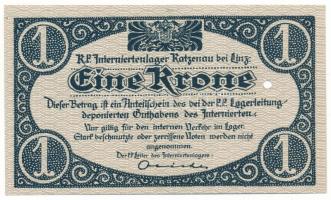 1 1
K.K. Interniertenlager Katzenau bei Linz:
Eine Krone
Dieser Betrag ist ein Anteilschein des bei der k.k. Lagerleitung
deponierten Guthabens des Internierten.
Nur giltig für den internen Verkehr im Lager.
Stark beschmutzte oder zerrissene Noten werden nicht
angenommen.
Der k.k. Leiter des Interniertenlagers:
1 1